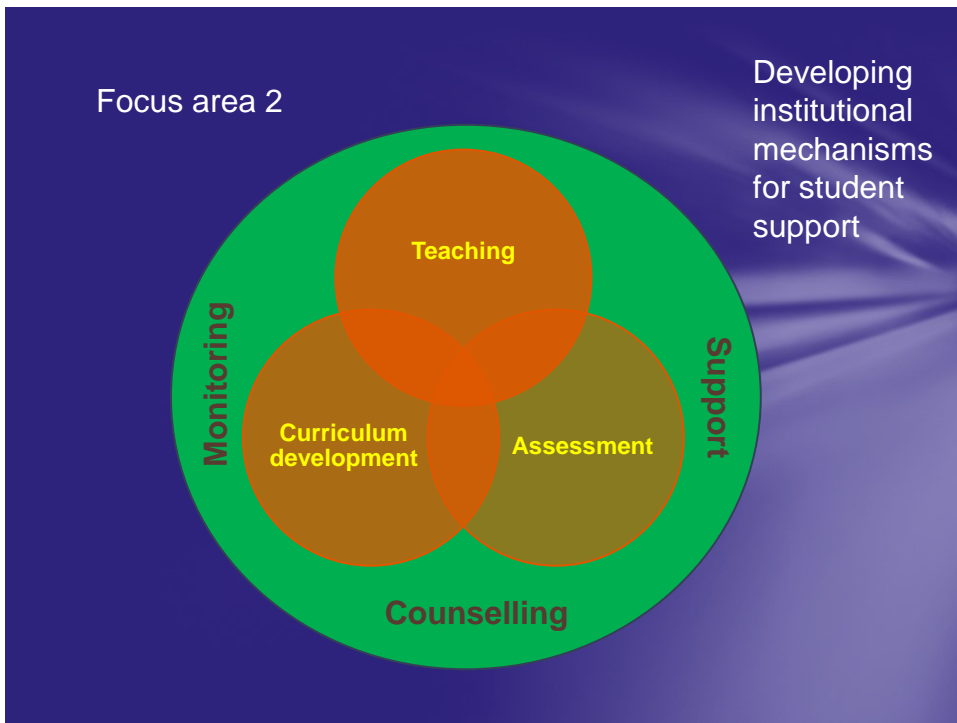 Focus area 2
Developing
institutional
mechanisms
for student
support
Teaching
Monitoring
Support
Curriculum
development
Assessment
Counselling